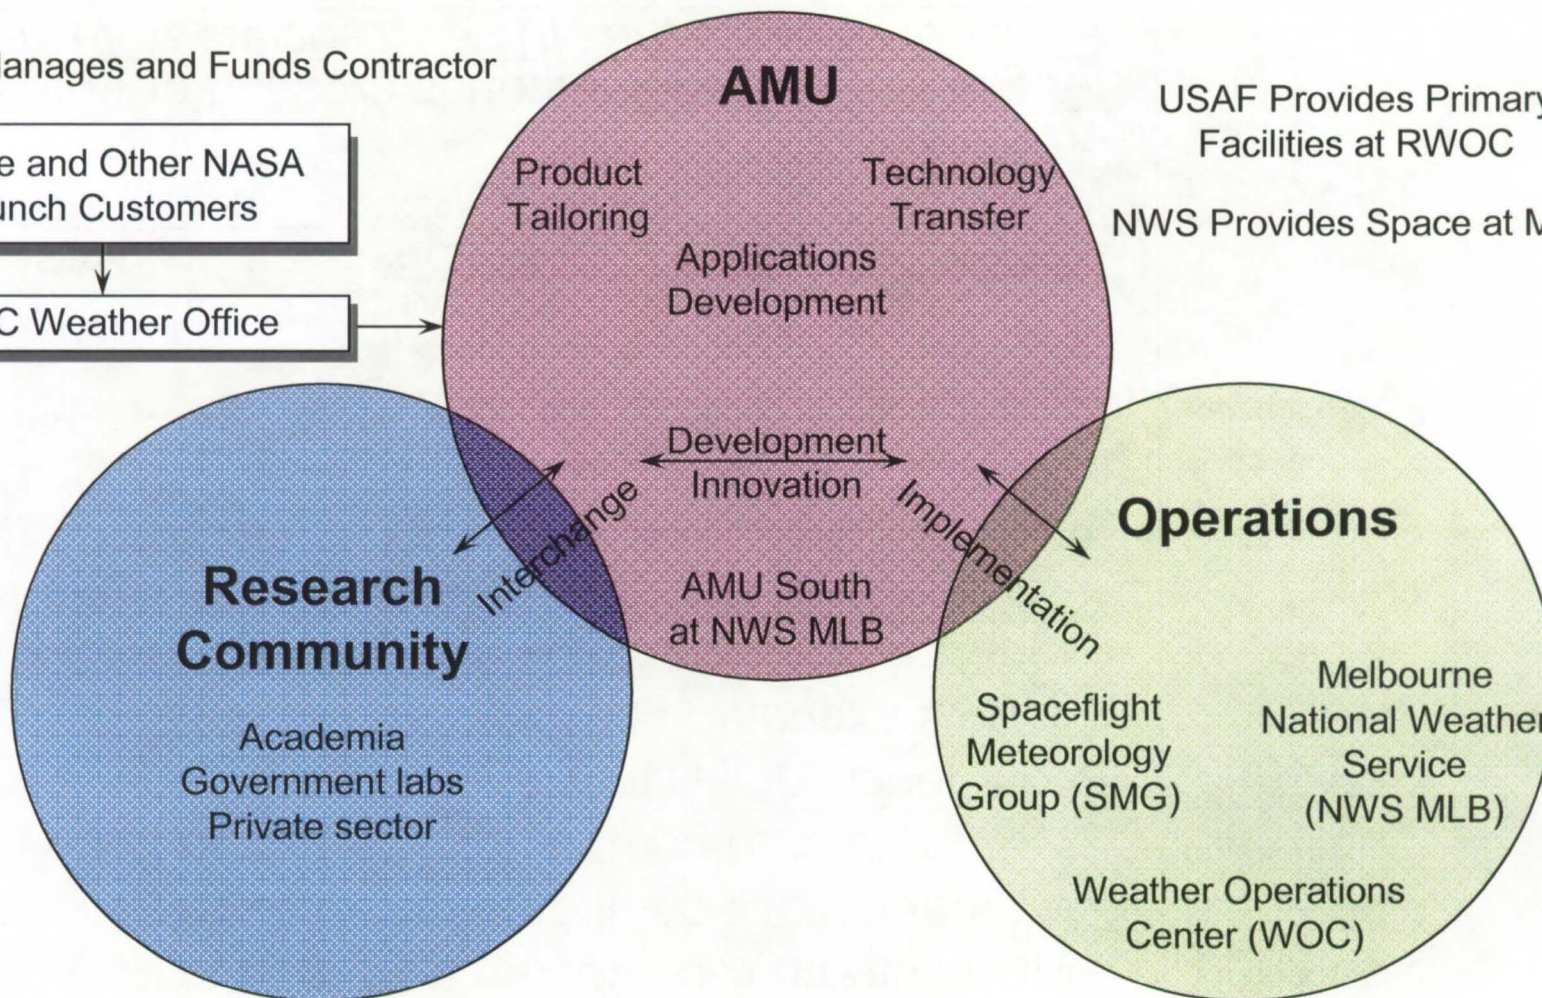 anages and Funds Contractor
e and Other NASA
unch Customers
C Weather Office
AMU
Product
Tailoring
Technology
Transfer
Applications
Development
USAF Provides Primary
Facilities at RWOC
NWS Provides Space at M
Development
Innovation
Interchange
Implementation
AMU South
at NWS MLB
Research
Community
Academia
Government labs
Private sector
Operations
Spaceflight
Meteorology
Group (SMG)
Melbourne
National Weather
Service
(NWS MLB)
Weather Operations
Center (WOC)